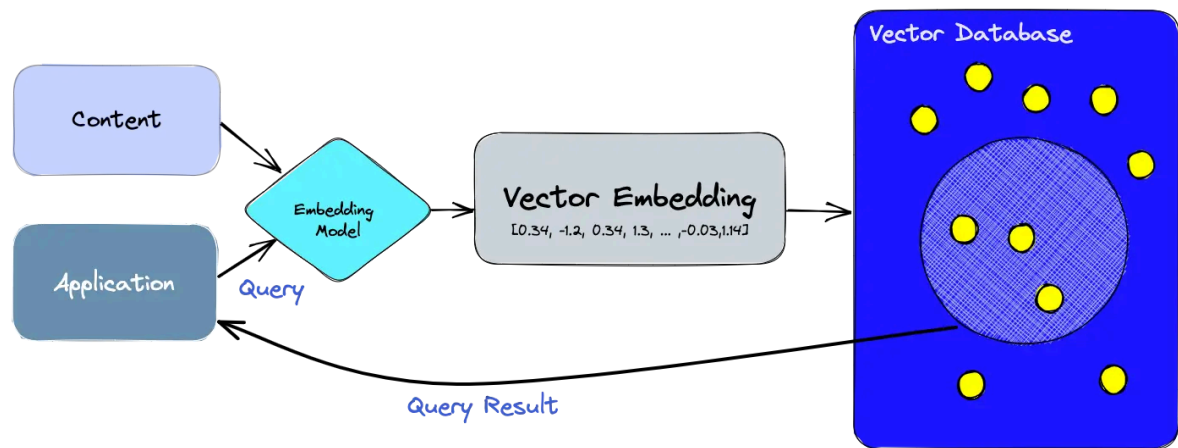 Vector Database
Content
Embedding
Model
Vector Embedding
[0.34, -1.2, 0.34, 1.3, ... ,-0.03,1.14]
Application
Query
Query Result